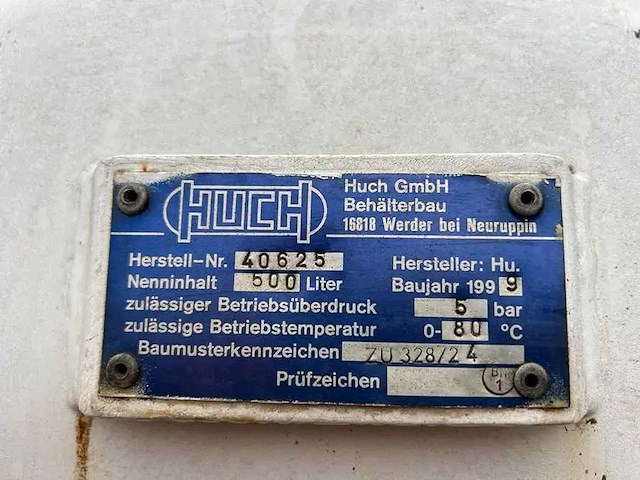 HUCH
Huch GmbH
Behälterbau
16818 Werder bei Neuruppin
Herstell-Nr. 40625 Hersteller: Hu.
Nenninhalt 500 Liter Baujahr 1999
zulässiger Betriebsüberdruck 5 bar
zulässige Betriebstemperatur 0-80 °C
Baumusterkennzeichen ZU 328/24
Prüfzeichen
1